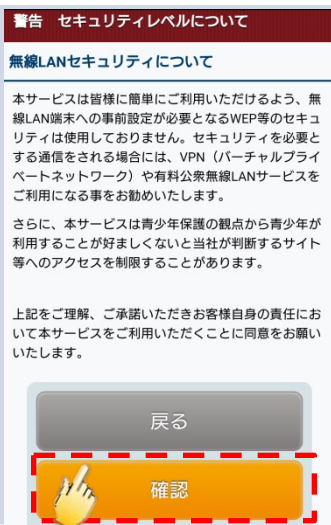 警告　セキュリティレベルについて
無線LANセキュリティについて
本サービスは皆様に簡単にご利用いただけるよう、無
線LAN端末への事前設定が必要となるWEP等のセキュ
リティは使用しておりません。セキュリティを必要と
する通信をされる場合には、VPN（バーチャルプライ
ベートネットワーク）や有料公衆無線LANサービスを
ご利用になる事をお勧めいたします。
さらに、本サービスは青少年保護の観点から青少年が
利用することが好ましくないと当社が判断するサイト
等へのアクセスを制限することがあります。
上記をご理解、ご承諾いただきお客様自身の責任にお
いて本サービスをご利用いただくことに同意をお願い
いたします。
戻る
確認